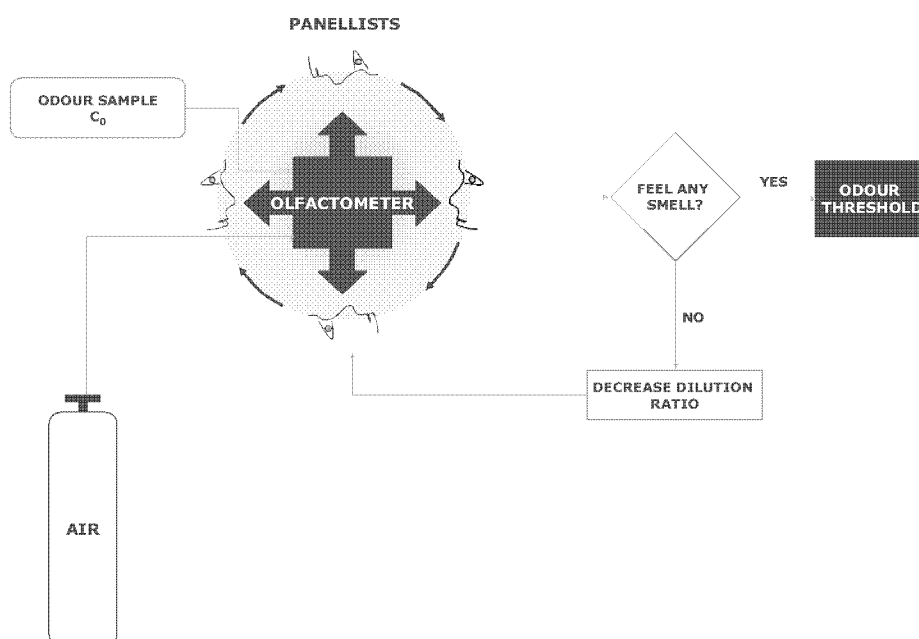 PANELLISTS
ODOUR SAMPLE
C0
OLFACTOMETER
FEEL ANY
SMELL?
YES
ODOUR
THRESHOLD
NO
DECREASE DILUTION
RATIO
AIR